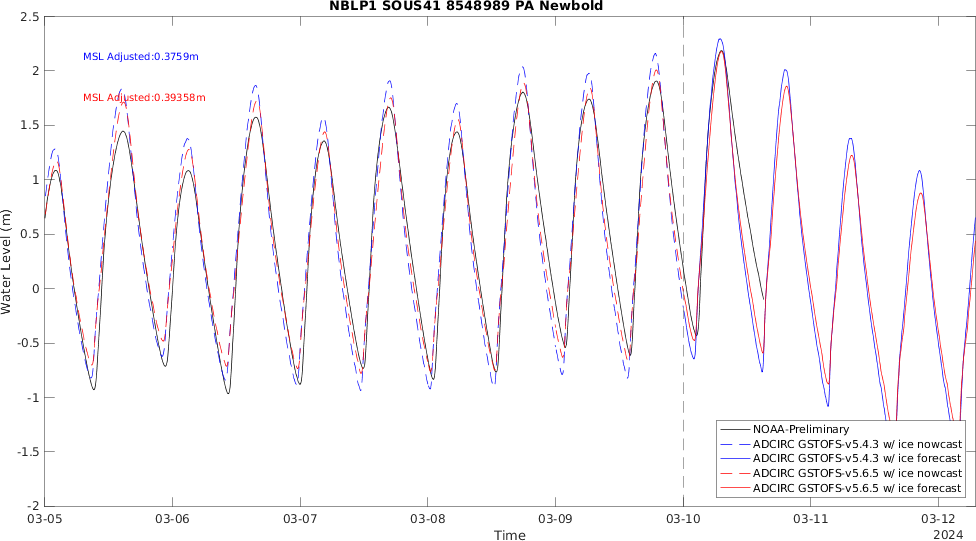 NBLP1 SOUS41 8548989 PA Newbold
2.5
2
1.5
1
0.5
0
-0.5
-1
-1.5
-2
Water Level (m)
MSL Adjusted:0.3759m
MSL Adjusted:0.39358m
NOAA-Preliminary
ADCIRC GSTOFS-v5.4.3 w/ ice nowcast
ADCIRC GSTOFS-v5.4.3 w/ ice forecast
ADCIRC GSTOFS-v5.6.5 w/ ice nowcast
ADCIRC GSTOFS-v5.6.5 w/ ice forecast
03-05 03-06 03-07 03-08 03-09 03-10 03-11 03-12
Time
2024